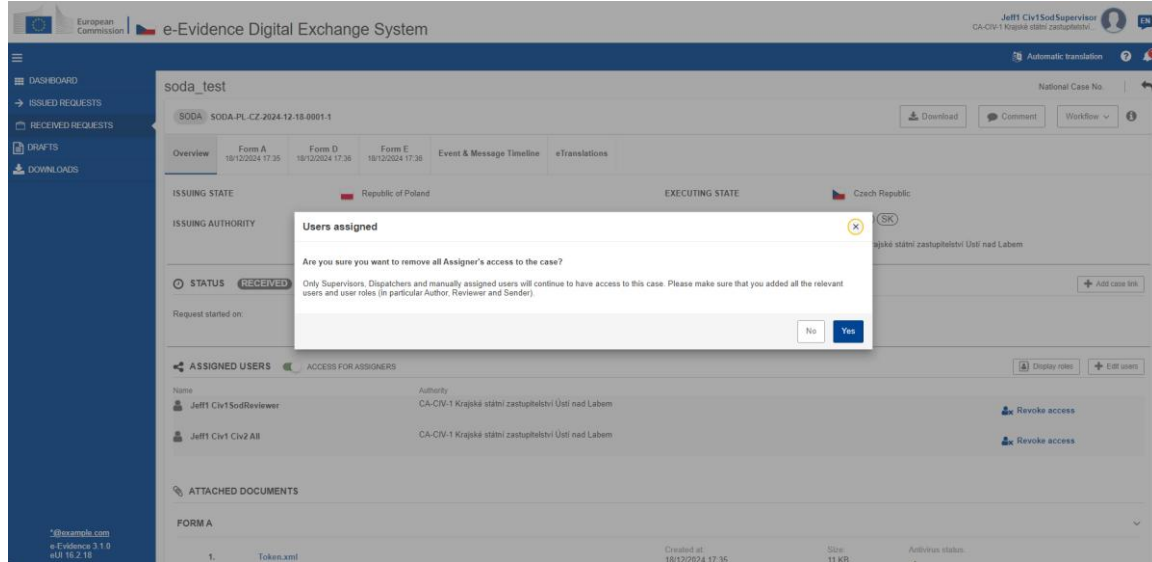 European
Commission
e-Evidence Digital Exchange System
Jeff1 Civ1SodSupervisor
CA-CIV-1 Krajské státní zastupitelství...
EN
Automatic translation
DASHBOARD
ISSUED REQUESTS
RECEIVED REQUESTS
DRAFTS
DOWNLOADS
soda_test
National Case No.
SODA SODA-PL-CZ-2024-12-18-0001-1
Download
Comment
Workflow
Overview
Form A
18/12/2024 17:35
Form D
18/12/2024 17:36
Form E
18/12/2024 17:36
Event & Message Timeline
eTranslations
ISSUING STATE
Republic of Poland
EXECUTING STATE
Czech Republic
ISSUING AUTHORITY
SK
rajské státní zastupitelství Ústí nad Labem
Users assigned
Are you sure you want to remove all Assigner's access to the case?
Only Supervisors, Dispatchers and manually assigned users will continue to have access to this case. Please make sure that you added all the relevant
users and user roles (in particular Author, Reviewer and Sender).
No
Yes
STATUS RECEIVED
Add case link
Request started on:
ASSIGNED USERS
ACCESS FOR ASSIGNERS
Display roles
Edit users
Name
Authority
Jeff1 Civ1SodReviewer
CA-CIV-1 Krajské státní zastupitelství Ústí nad Labem
Revoke access
Jeff1 Civ1 Civ2 All
CA-CIV-1 Krajské státní zastupitelství Ústí nad Labem
Revoke access
ATTACHED DOCUMENTS
FORM A
1. Token.xml
Created at:
18/12/2024 17:35
Size:
11 KB
Antivirus status:
*@example.com
e-Evidence 3.1.0
eUI 16.2.18